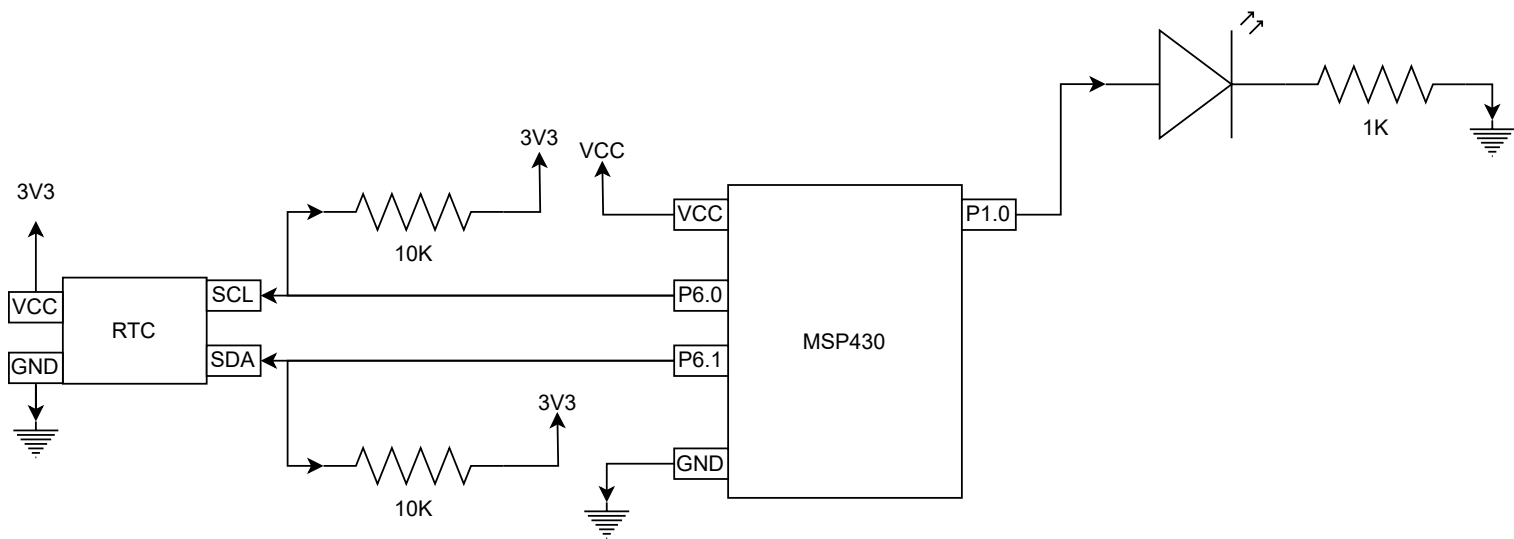 1K
3V3
VCC
3V3
VCC
P1.0
10K
SCL
P6.0
VCC
RTC
MSP430
GND
SDA
P6.1
3V3
GND
10K